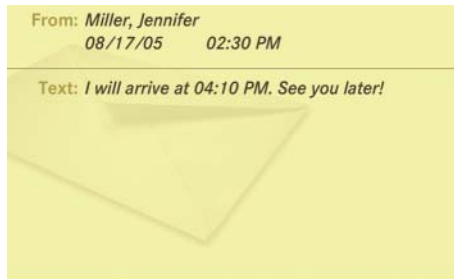 From: Miller, Jennifer
08/17/05 02:30 PM
Text: I will arrive at 04:10 PM. See you later!